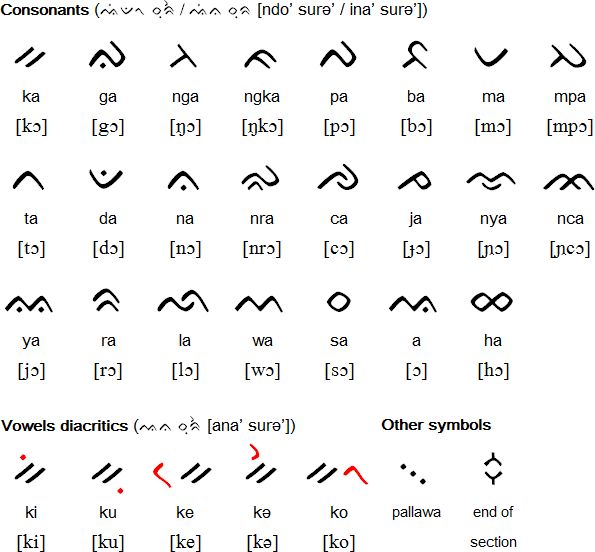 Consonants (ᨕᨗᨉᨚ ᨔᨘᨑᨛ / ᨕᨗᨊ ᨔᨘᨑᨛ [ndo’ surə’ / ina’ surə’])
ᨀ ᨁ ᨂ ᨃ ᨄ ᨅ ᨆ ᨇ
ka ga nga ngka pa ba ma mpa
[kɔ] [gɔ] [ŋɔ] [ŋkɔ] [pɔ] [bɔ] [mɔ] [mpɔ]
ᨈ ᨉ ᨊ ᨋ ᨌ ᨍ ᨎ ᨏ
ta da na nra ca ja nya nca
[tɔ] [dɔ] [nɔ] [nrɔ] [cɔ] [ɟɔ] [ɲɔ] [ɲcɔ]
ᨐ ᨑ ᨒ ᨓ ᨔ ᨕ ᨖ
ya ra la wa sa a ha
[jɔ] [rɔ] [lɔ] [wɔ] [sɔ] [ɔ] [hɔ]
Vowels diacritics (ᨕᨊ ᨔᨘᨑᨛ [ana’ surə’]) Other symbols
ᨀᨗ ᨀᨘ ᨀᨙ ᨀᨛ ᨀᨚ ᨞ ᨟
ki ku ke kə ko pallawa end of
[ki] [ku] [ke] [kə] [ko] section